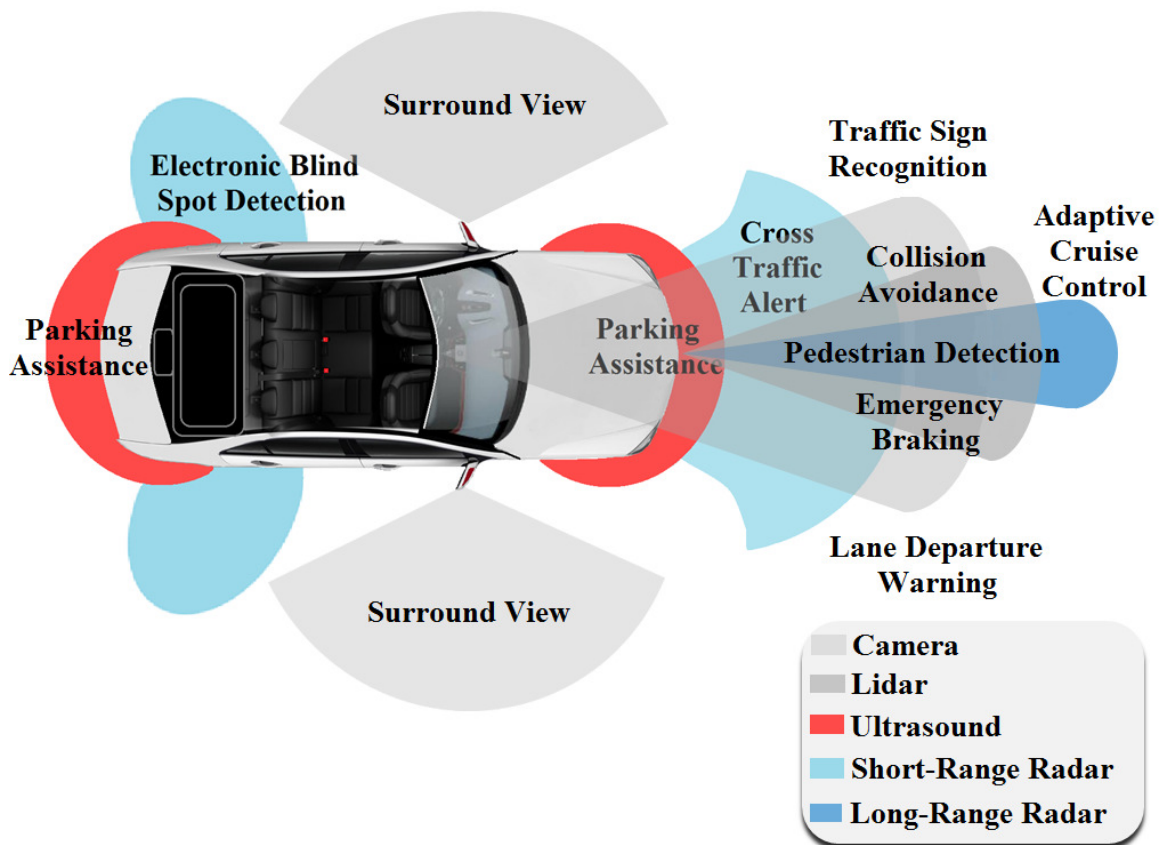 Surround View
Electronic Blind
Spot Detection
Traffic Sign
Recognition
Cross
Traffic
Alert
Collision
Avoidance
Adaptive
Cruise
Control
Parking
Assistance
Parking
Assistance
Pedestrian Detection
Emergency
Braking
Lane Departure
Warning
Surround View
Camera
Lidar
Ultrasound
Short-Range Radar
Long-Range Radar